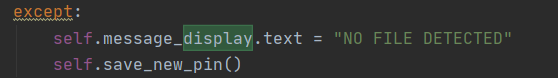 except:
    self.message_display.text = "NO FILE DETECTED"
    self.save_new_pin()